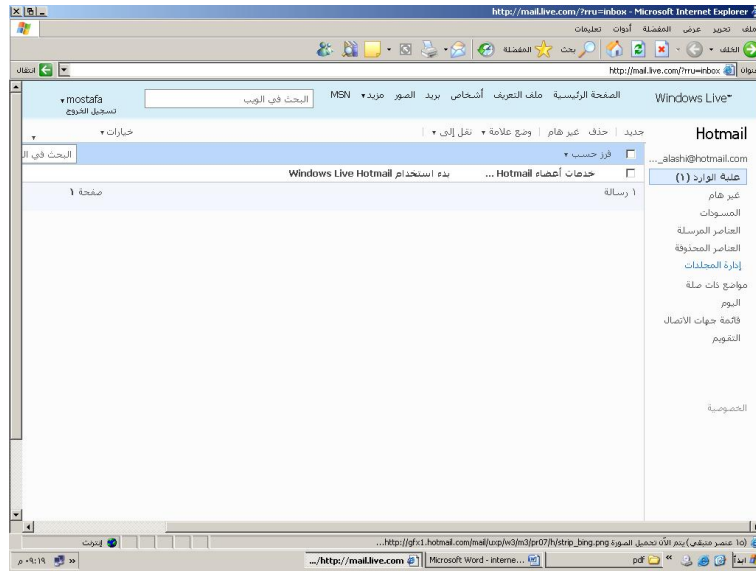 http://mail.live.com/?rru=inbox - Microsoft Internet Explorer
ملف تحرير عرض المفضلة أدوات تعليمات
الخلف بحث المفضلة
عنوان http://mail.live.com/?rru=inbox انتقال
Windows Live™ الصفحة الرئيسية ملف التعريف أشخاص بريد الصور مزيد MSN البحث في الويب mostafa
تسجيل الخروج
Hotmail
جديد | حذف غير هام | وضع علامة نقل إلى | خيارات
..._alashi@hotmail.com
فرز حسب البحث في ال
علبة الوارد (١)
خدمات أعضاء Hotmail ... بدء استخدام Windows Live Hotmail
١ رسالة صفحة ١
غير هام
المسودات
العناصر المرسلة
العناصر المحذوفة
إدارة المجلدات
مواضع ذات صلة
اليوم
قائمة جهات الاتصال
التقويم
الخصوصية
(١٥ عنصر متبقي) يتم الآن تحميل الصورة http://gfx1.hotmail.com/mail/uxp/w3/m3/pr07/h/strip_bing.png... إنترنت
ابدأ pdf Microsoft Word - interne... http://mail.live.com/... ٠٩:١٩ م